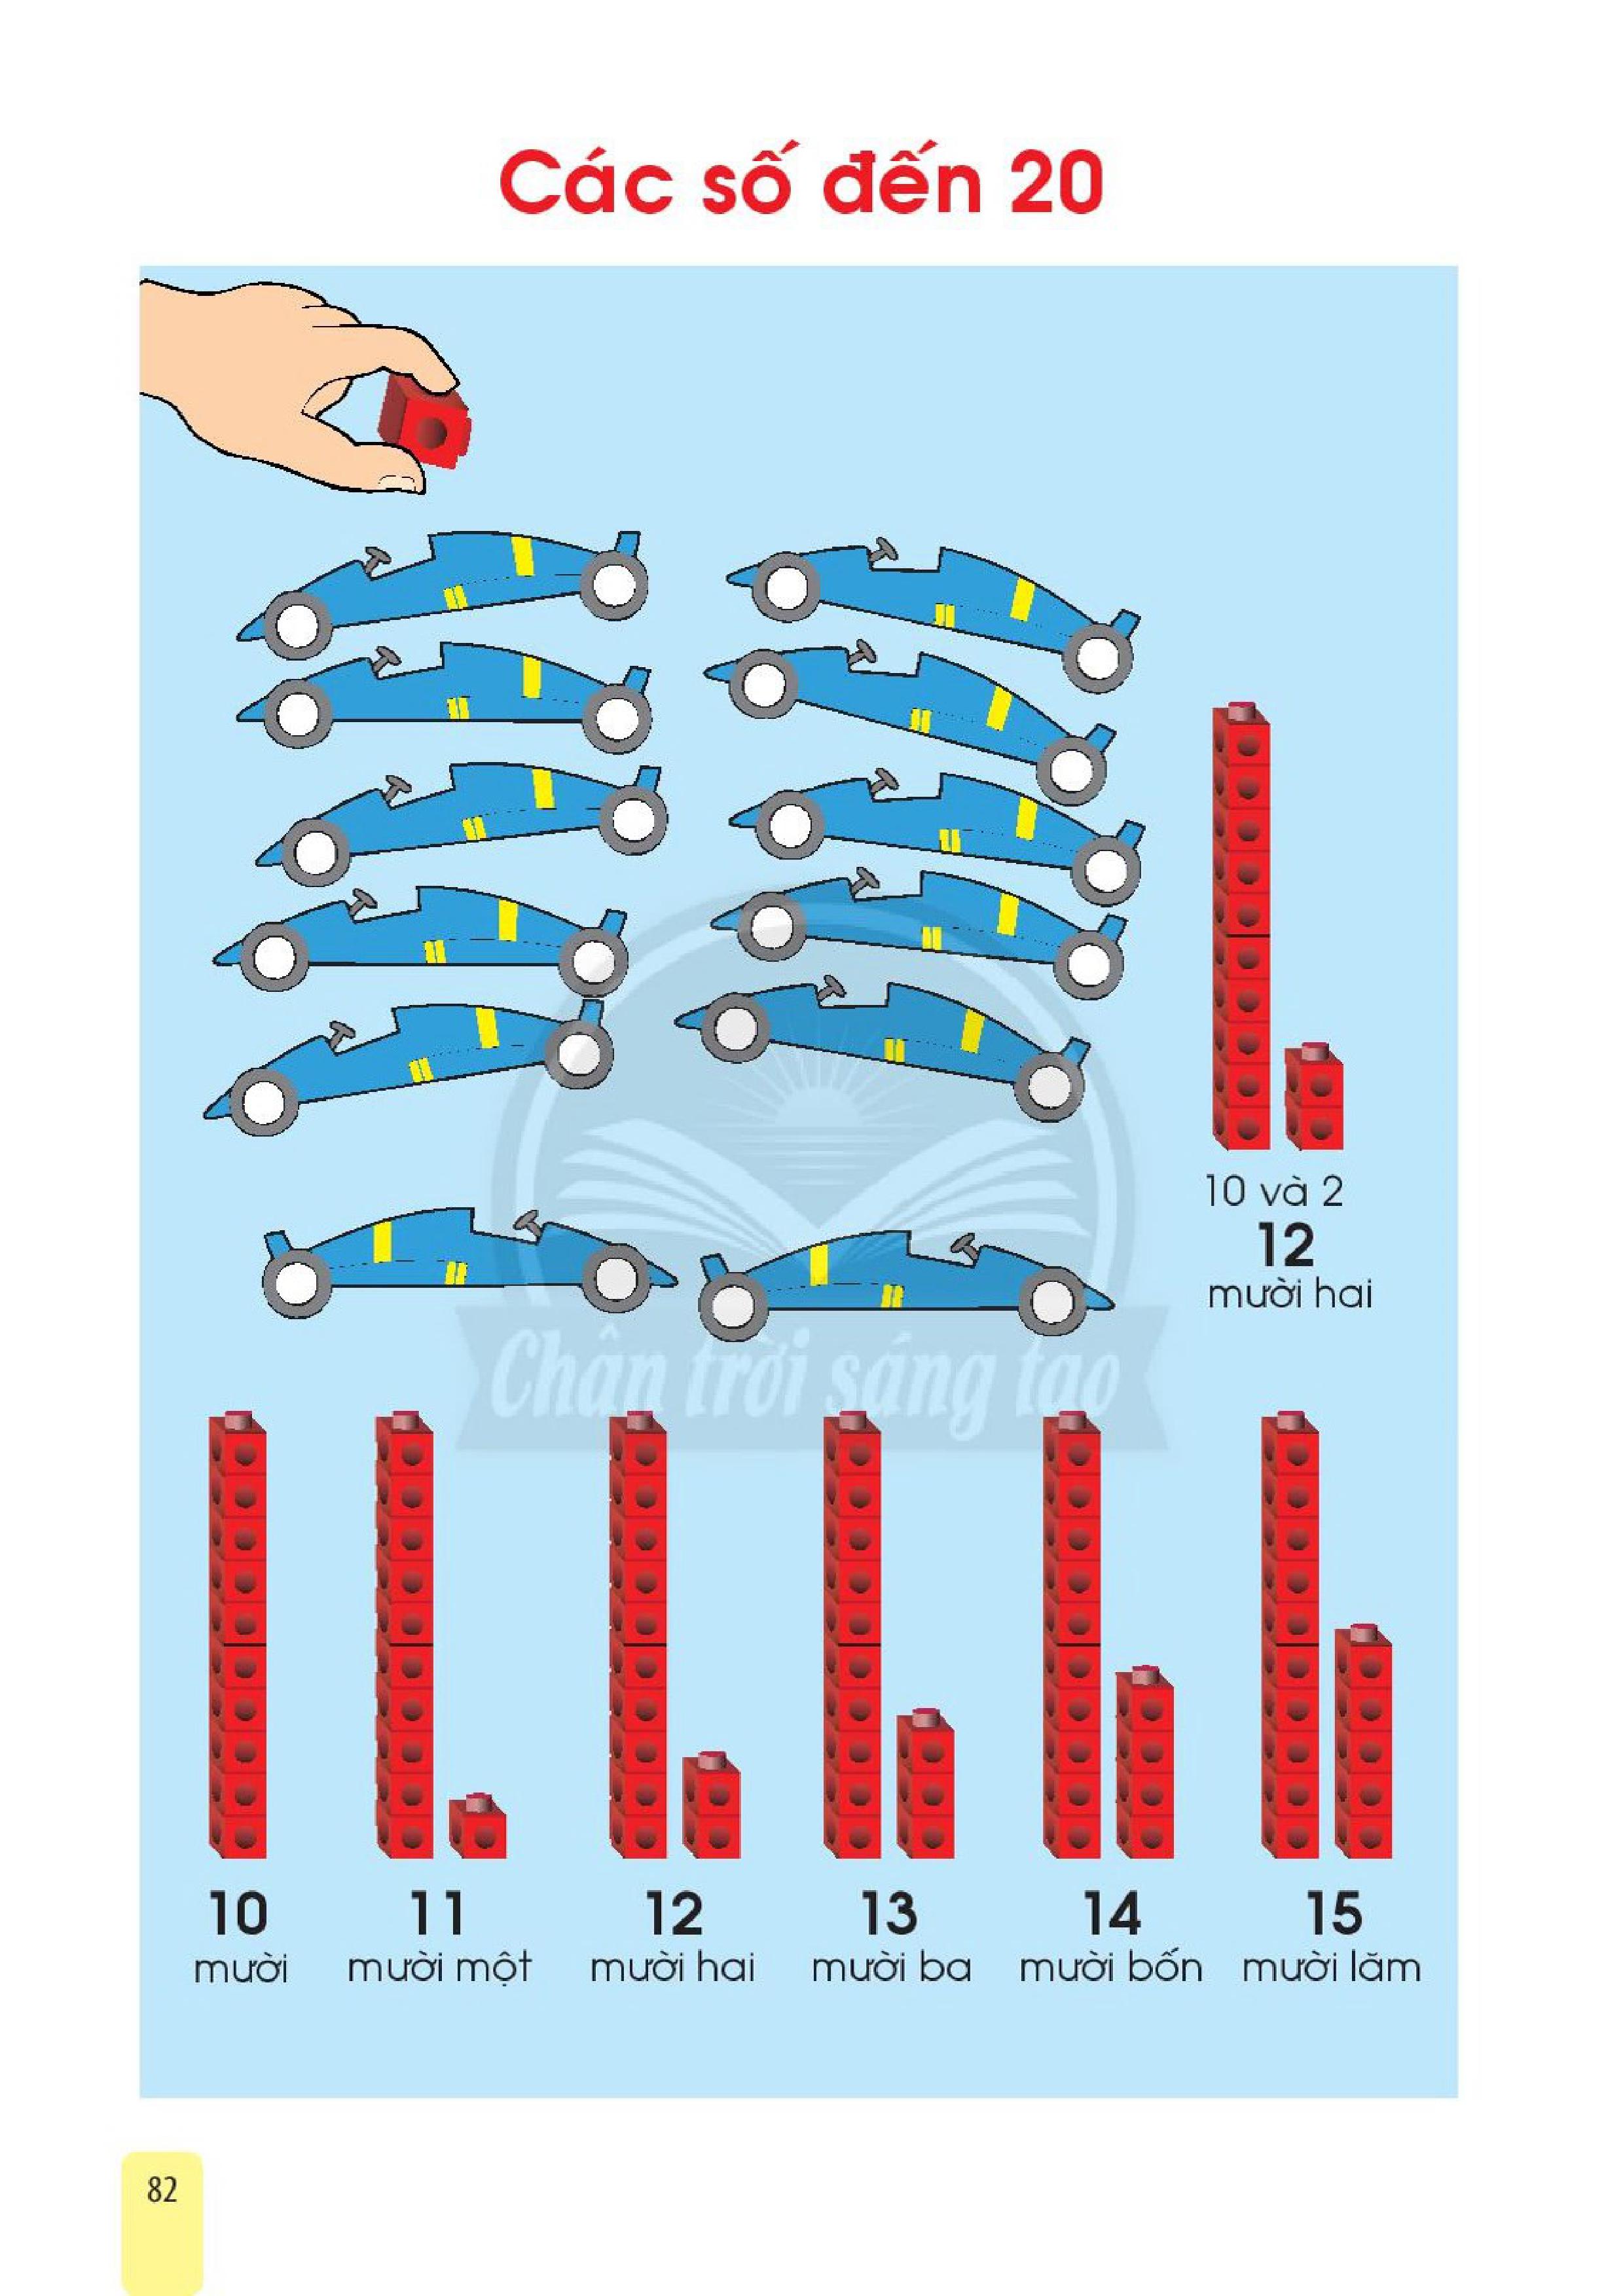 Các số đến 20
10 và 2
12
mười hai
Chân trời sáng tạo
10 11 12 13 14 15
mười mười một mười hai mười ba mười bốn mười lăm
82